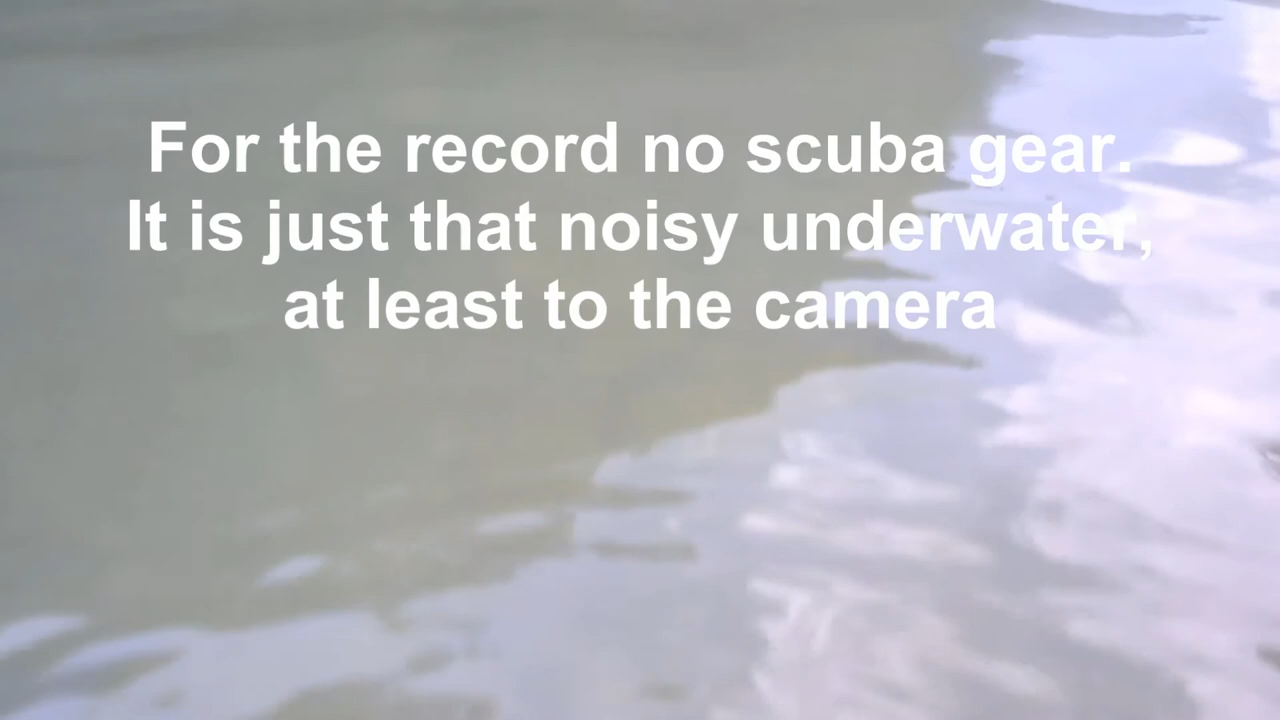 For the record no scuba gear.
It is just that noisy underwater,
at least to the camera